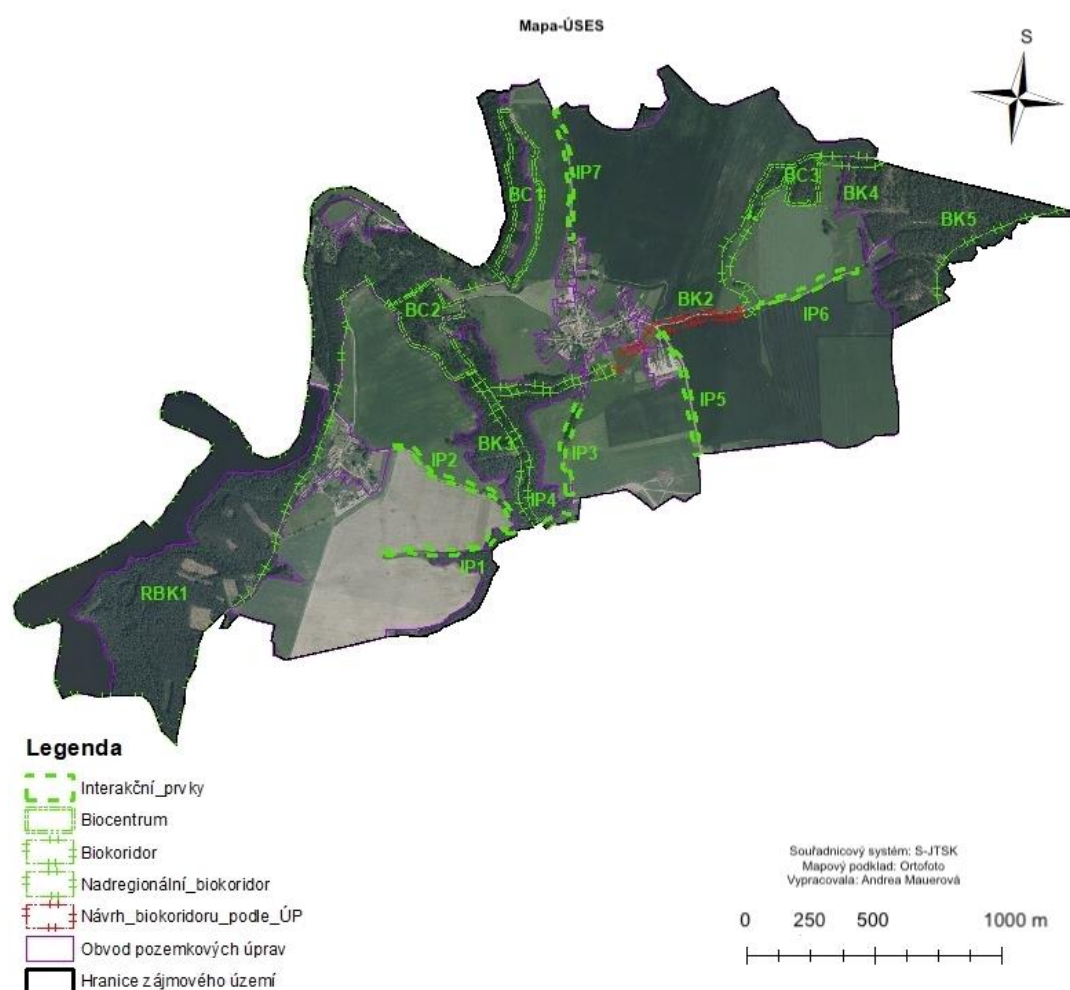 Mapa-ÚSES
S
BC1
IP7
BC3
BK4
BK5
BC2
BK2
IP6
IP5
BK3
IP2
IP3
IP4
IP1
RBK1
Legenda
Interakční_prvky
Biocentrum
Biokoridor
Nadregionální_biokoridor
Návrh_biokoridoru_podle_ÚP
Obvod pozemkových úprav
Hranice zájmového území
Souřadnicový systém: S-JTSK
Mapový podklad: Ortofoto
Vypracovala: Andrea Mauerová
0 250 500 1000 m